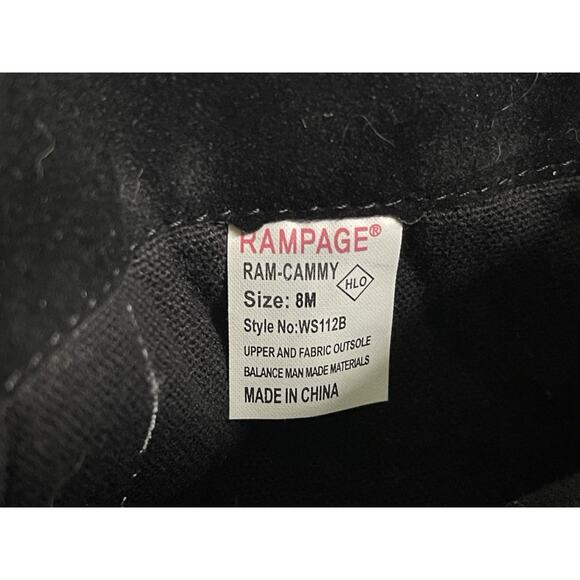 RAMPAGE®
RAM-CAMMY
HLO
Size: 8M
Style No:WS112B
UPPER AND FABRIC OUTSOLE
BALANCE MAN MADE MATERIALS
MADE IN CHINA